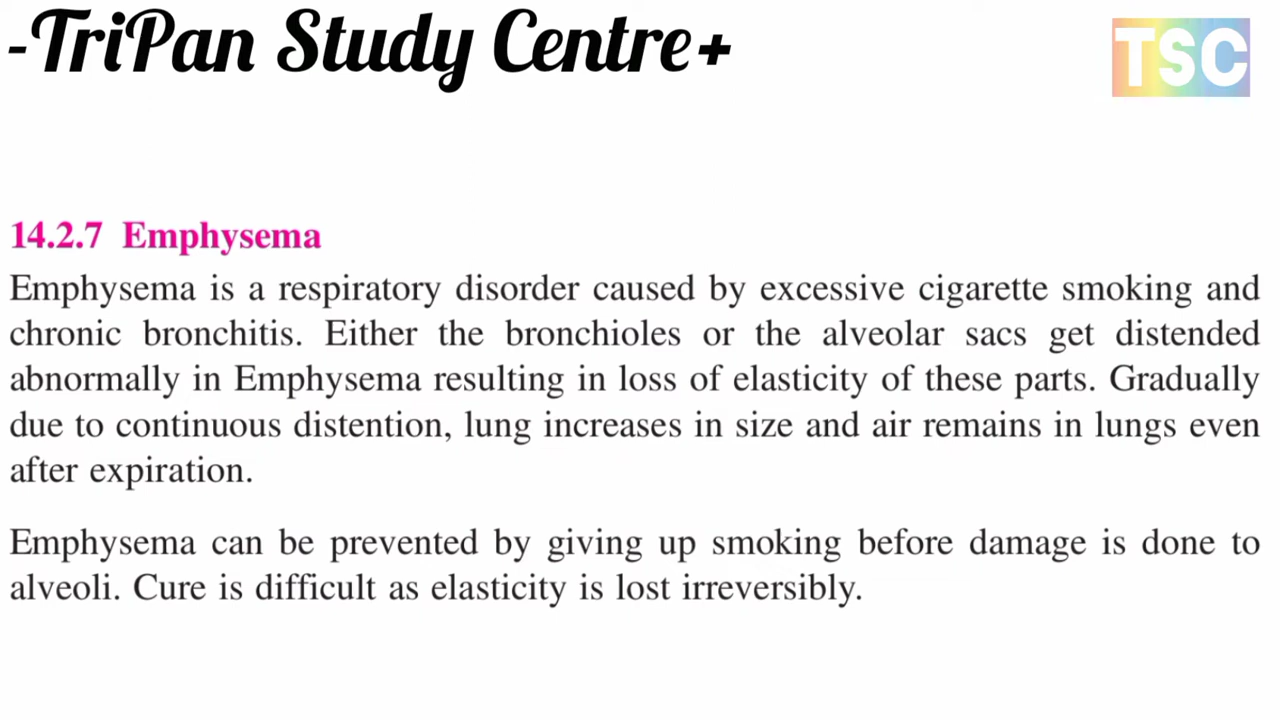 -TriPan Study Centre+
TSC
14.2.7 Emphysema
Emphysema is a respiratory disorder caused by excessive cigarette smoking and
chronic bronchitis. Either the bronchioles or the alveolar sacs get distended
abnormally in Emphysema resulting in loss of elasticity of these parts. Gradually
due to continuous distention, lung increases in size and air remains in lungs even
after expiration.
Emphysema can be prevented by giving up smoking before damage is done to
alveoli. Cure is difficult as elasticity is lost irreversibly.